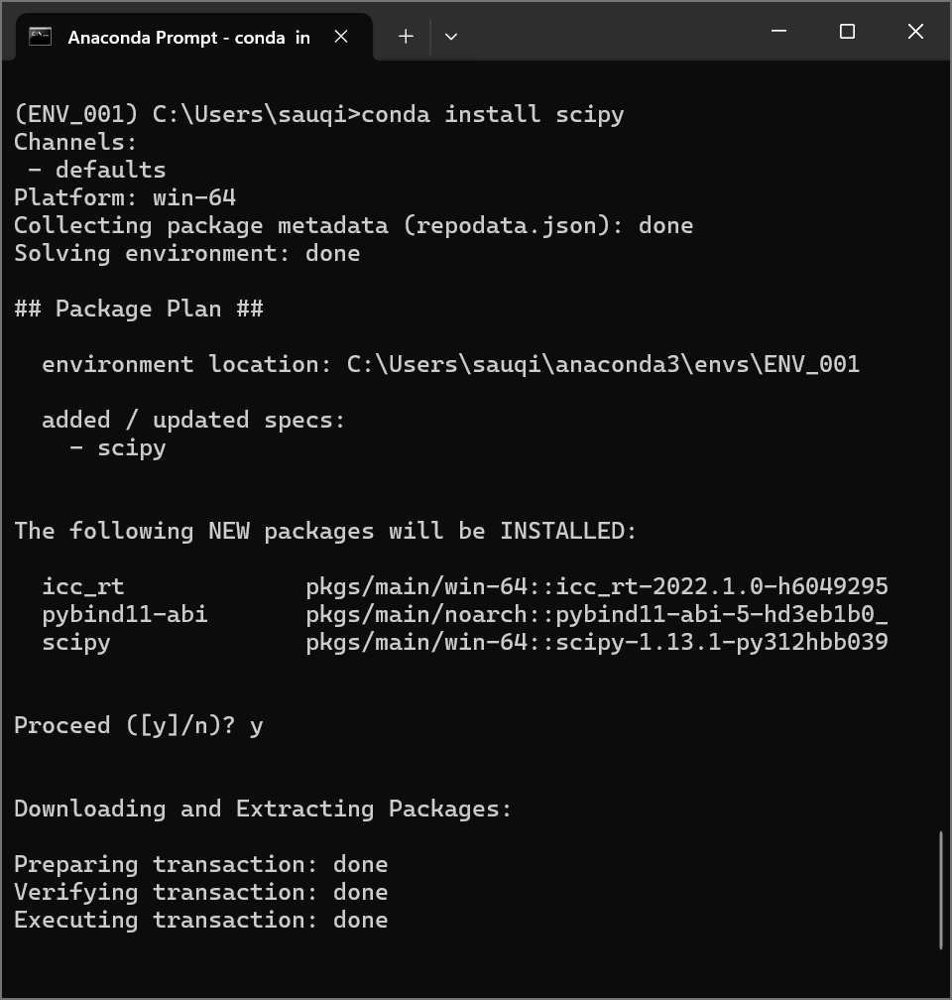 Anaconda Prompt - conda  in
(ENV_001) C:\Users\sauqi>conda install scipy
Channels:
 - defaults
Platform: win-64
Collecting package metadata (repodata.json): done
Solving environment: done
## Package Plan ##
  environment location: C:\Users\sauqi\anaconda3\envs\ENV_001
  added / updated specs:
    - scipy
The following NEW packages will be INSTALLED:
  icc_rt             pkgs/main/win-64::icc_rt-2022.1.0-h6049295
  pybind11-abi       pkgs/main/noarch::pybind11-abi-5-hd3eb1b0_
  scipy              pkgs/main/win-64::scipy-1.13.1-py312hbb039
Proceed ([y]/n)? y
Downloading and Extracting Packages:
Preparing transaction: done
Verifying transaction: done
Executing transaction: done